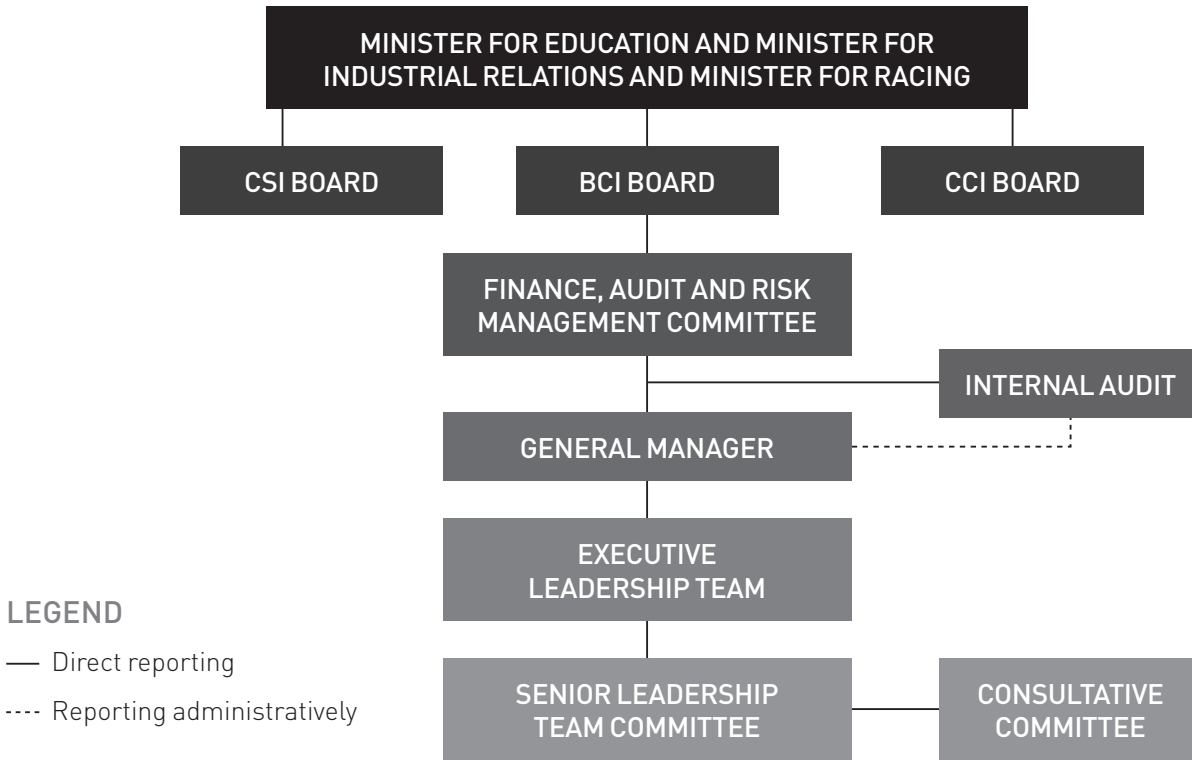 MINISTER FOR EDUCATION AND MINISTER FOR
INDUSTRIAL RELATIONS AND MINISTER FOR RACING
CSI BOARD
BCI BOARD
CCI BOARD
FINANCE, AUDIT AND RISK
MANAGEMENT COMMITTEE
INTERNAL AUDIT
GENERAL MANAGER
EXECUTIVE
LEADERSHIP TEAM
SENIOR LEADERSHIP
TEAM COMMITTEE
CONSULTATIVE
COMMITTEE
LEGEND
Direct reporting
Reporting administratively